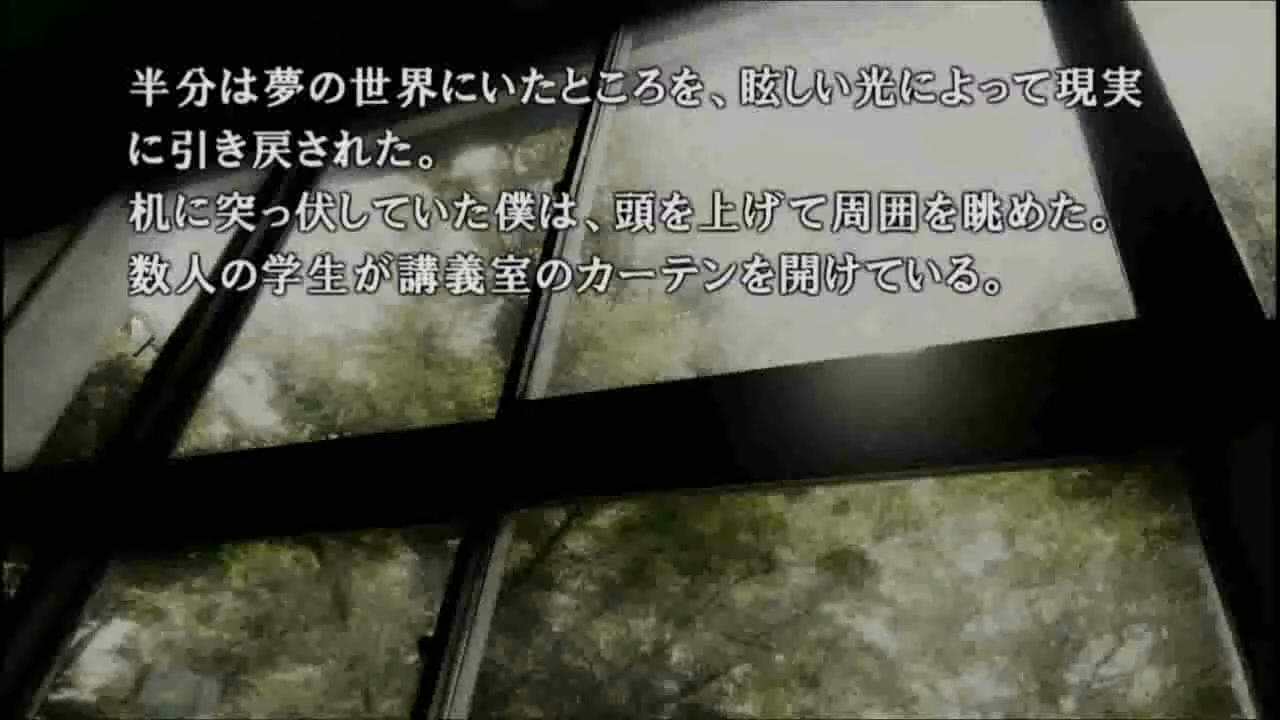 半分は夢の世界にいたところを、眩しい光によって現実
に引き戻された。
机に突っ伏していた僕は、頭を上げて周囲を眺めた。
数人の学生が講義室のカーテンを開けている。